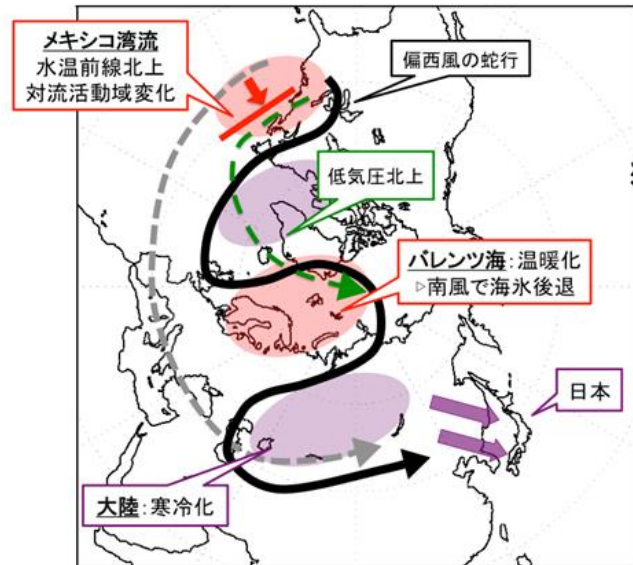 メキシコ湾流
水温前線北上
対流活動域変化
偏西風の蛇行
低気圧北上
バレンツ海:温暖化
▷南風で海氷後退
日本
大陸:寒冷化